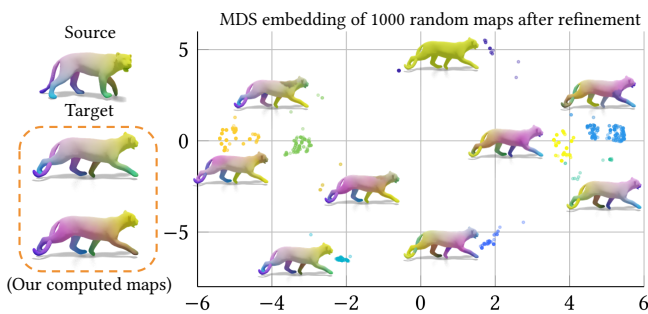 MDS embedding of 1000 random maps after refinement
Source
Target
(Our computed maps)
5
0
−5
−6 −4 −2 0 2 4 6